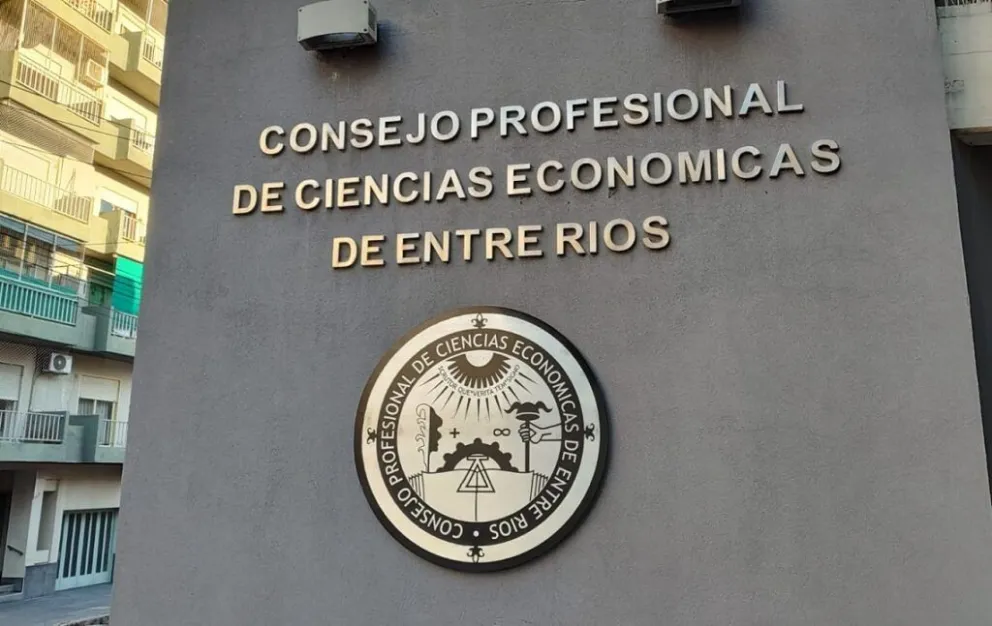 CONSEJO PROFESIONAL
DE CIENCIAS ECONOMICAS
DE ENTRE RIOS
CONSEJO PROFESIONAL DE CIENCIAS ECONOMICAS DE ENTRE RIOS •
+ ∞